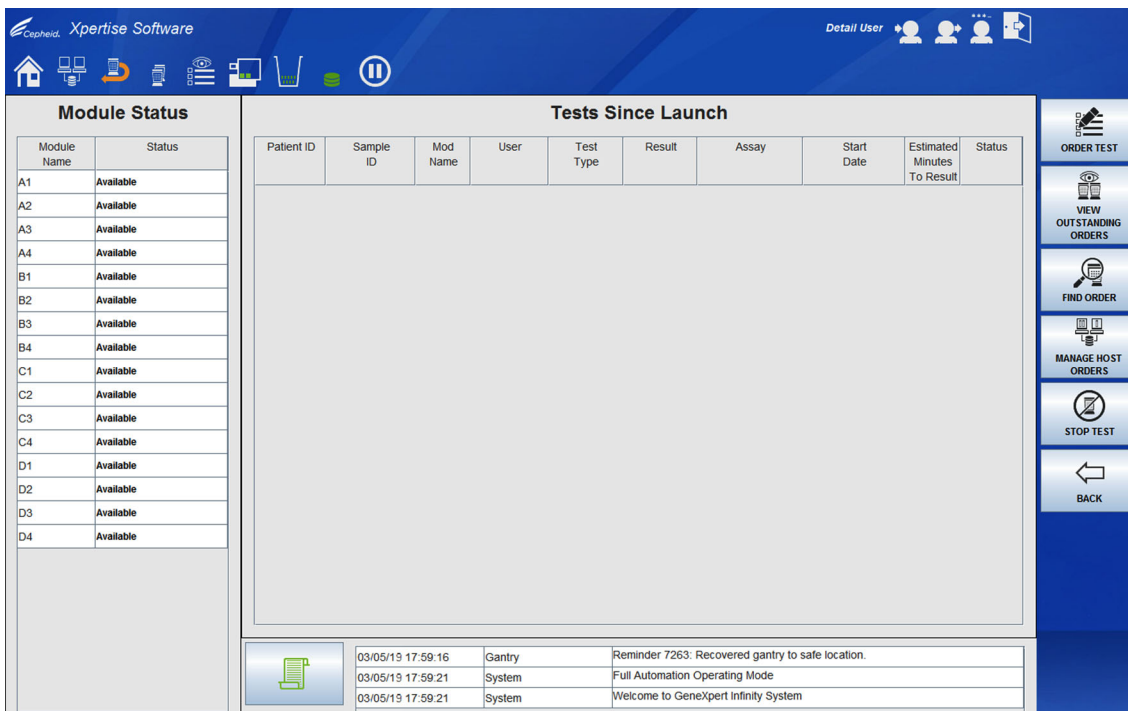 Cepheid. Xpertise Software
Detail User
Module Status
Module Name
Status
A1 Available
A2 Available
A3 Available
A4 Available
B1 Available
B2 Available
B3 Available
B4 Available
C1 Available
C2 Available
C3 Available
C4 Available
D1 Available
D2 Available
D3 Available
D4 Available
Tests Since Launch
Patient ID
Sample
ID
Mod
Name
User
Test
Type
Result
Assay
Start
Date
Estimated
Minutes
To Result
Status
03/05/19 17:59:16 Gantry Reminder 7263: Recovered gantry to safe location.
03/05/19 17:59:21 System Full Automation Operating Mode
03/05/19 17:59:21 System Welcome to GeneXpert Infinity System
ORDER TEST
VIEW
OUTSTANDING
ORDERS
FIND ORDER
MANAGE HOST
ORDERS
STOP TEST
BACK